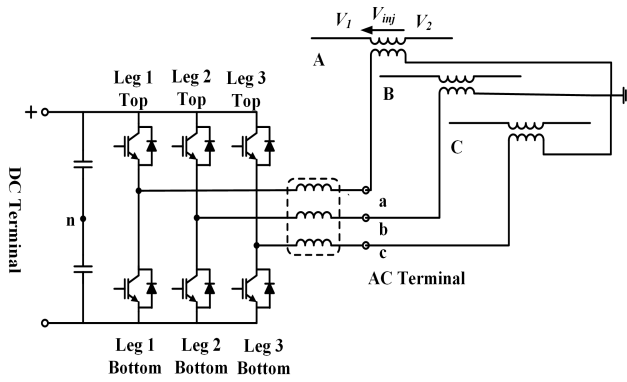 V1 Vinj V2
A
B
C
Leg 1 Top
Leg 2 Top
Leg 3 Top
+
DC Terminal
n
a
b
c
AC Terminal
Leg 1 Bottom
Leg 2 Bottom
Leg 3 Bottom